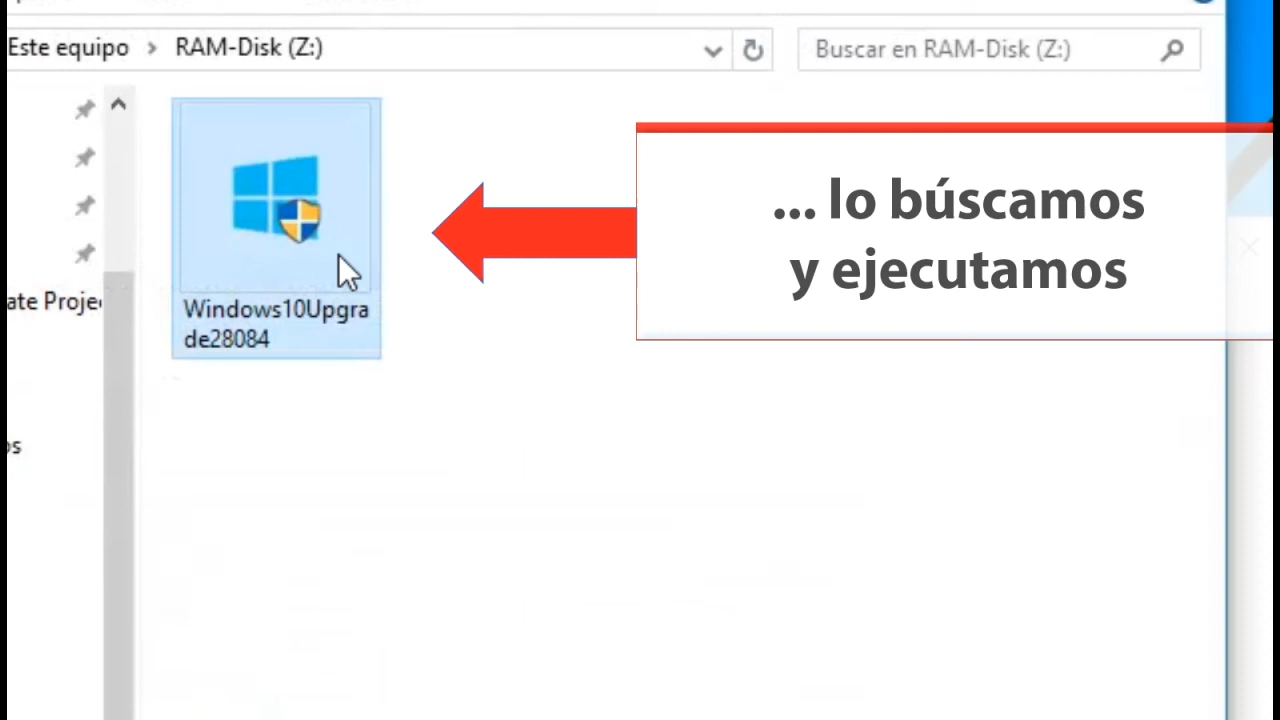 Este equipo > RAM-Disk (Z:)
Buscar en RAM-Disk (Z:)
... lo búscamos
y ejecutamos
Windows10Upgra
de28084
ate Proje
os